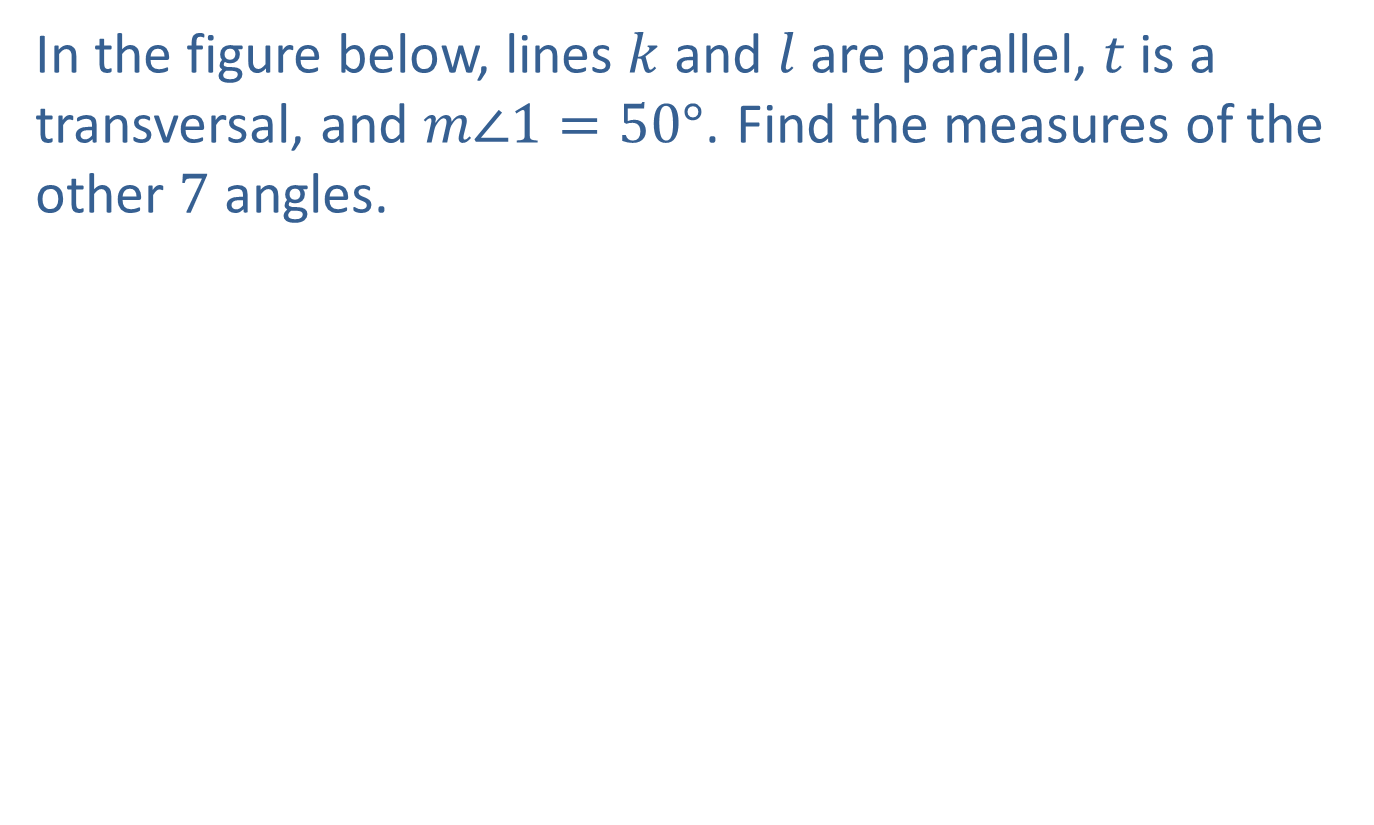 In the figure below, lines k and l are parallel, t is a
transversal, and m∠1 = 50°. Find the measures of the
other 7 angles.